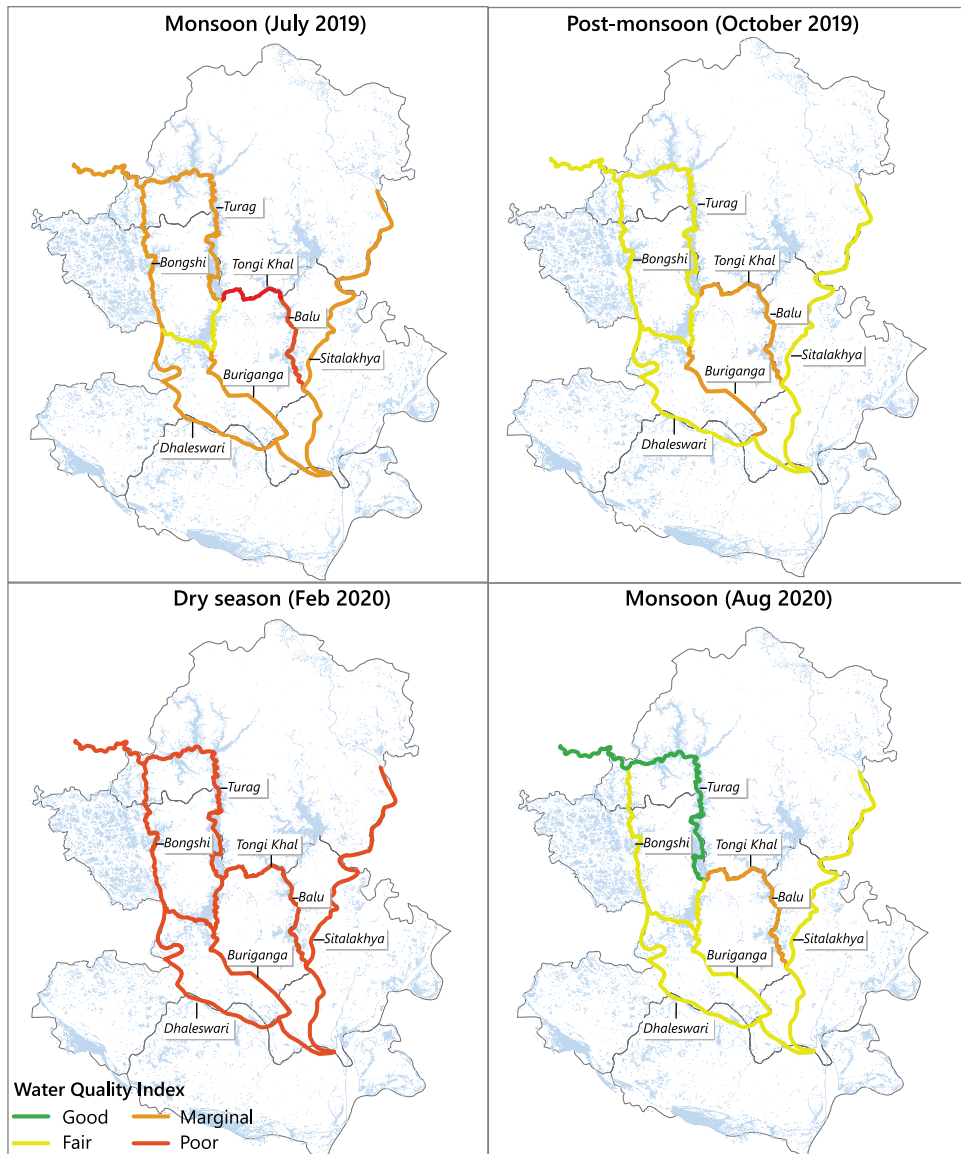 Monsoon (July 2019)
Turag
Bongshi
Tongi Khal
Balu
Sitalakhya
Buriganga
Dhaleswari
Post-monsoon (October 2019)
Turag
Bongshi
Tongi Khal
Balu
Sitalakhya
Buriganga
Dhaleswari
Dry season (Feb 2020)
Turag
Bongshi
Tongi Khal
Balu
Sitalakhya
Buriganga
Dhaleswari
Monsoon (Aug 2020)
Turag
Bongshi
Tongi Khal
Balu
Sitalakhya
Buriganga
Dhaleswari
Water Quality Index
Good
Marginal
Fair
Poor